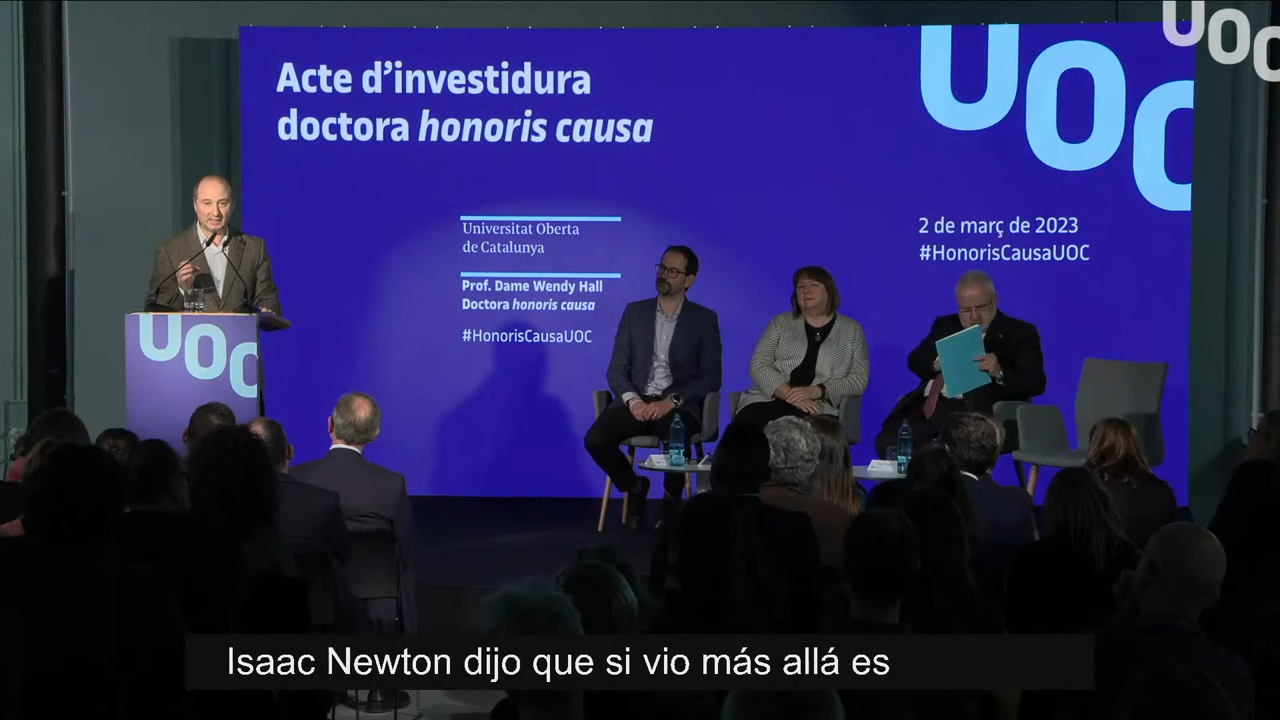 UOC
Acte d'investidura
doctora honoris causa
UOC
Universitat Oberta
de Catalunya
2 de març de 2023
#HonorisCausaUOC
Prof. Dame Wendy Hall
Doctora honoris causa
#HonorisCausaUOC
UOC
Isaac Newton dijo que si vio más allá es